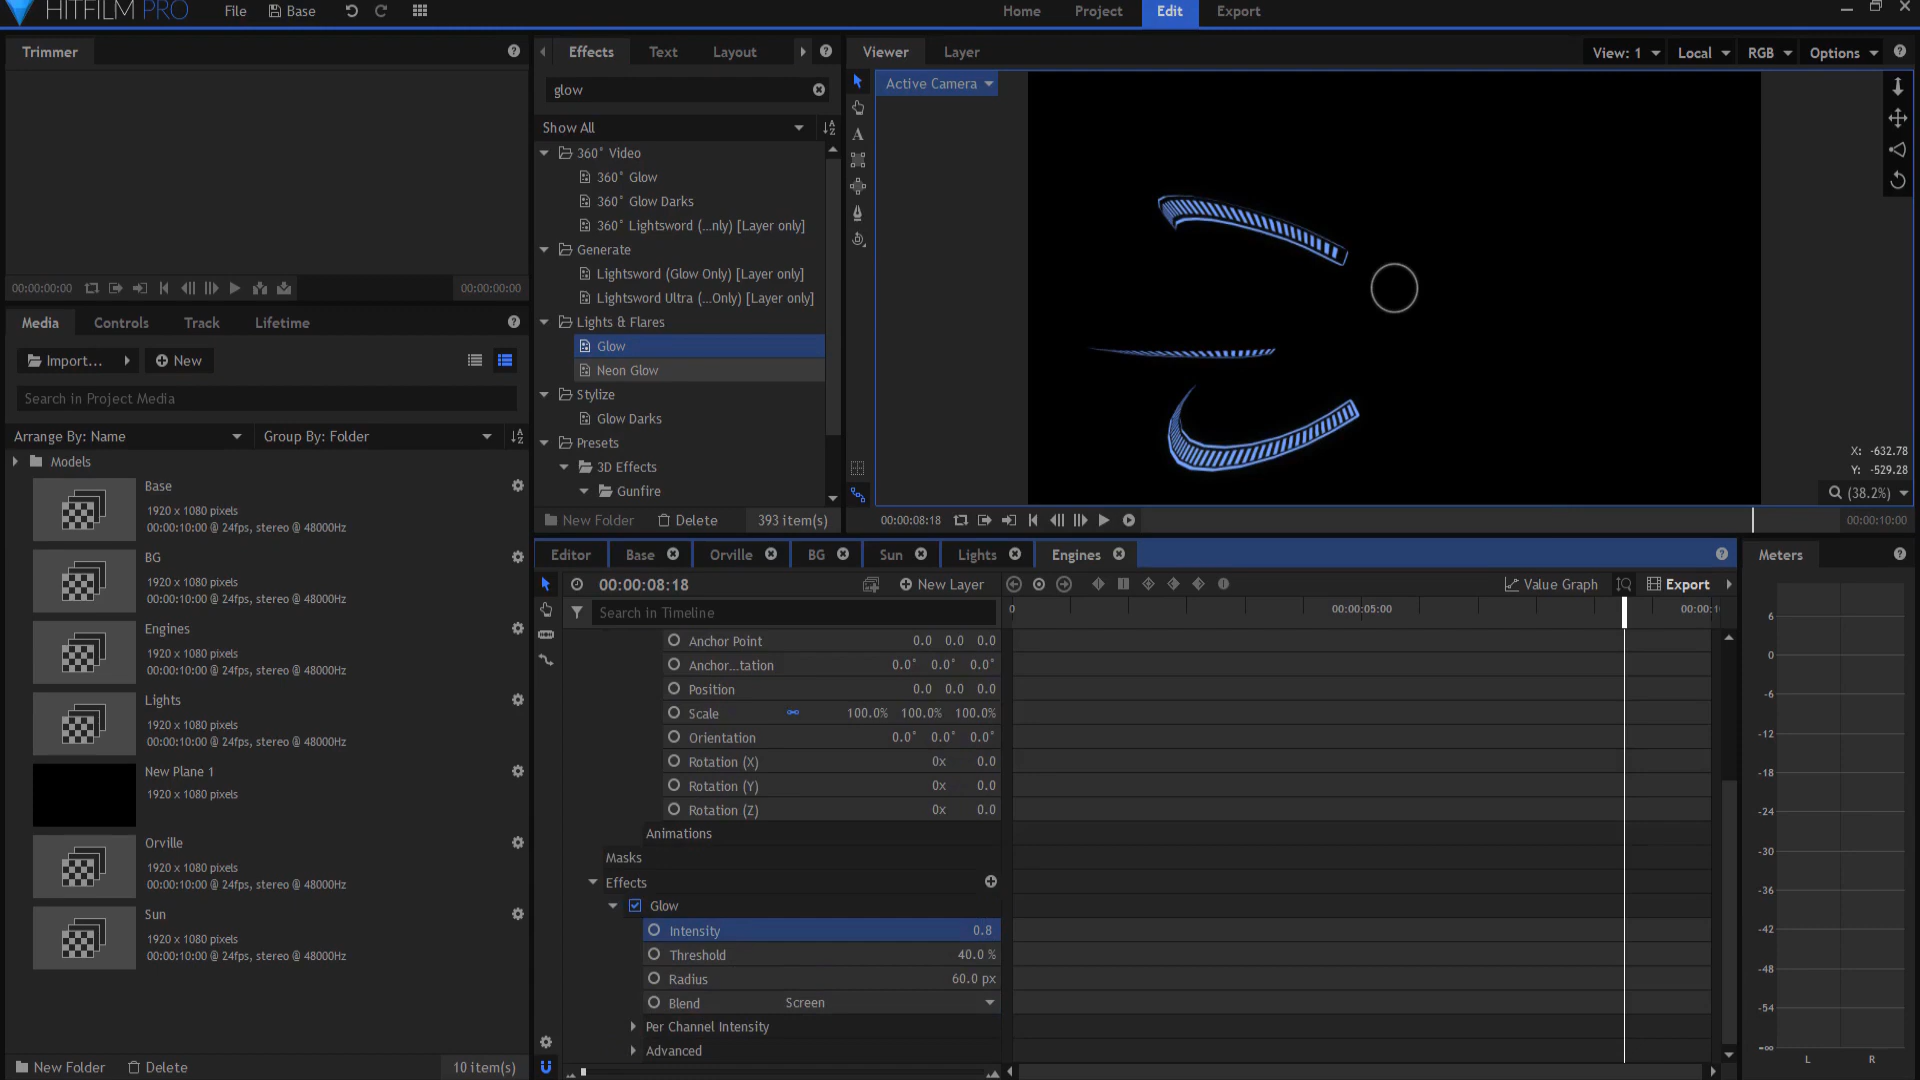 HITFILM PRO
File
Base
Home
Project
Edit
Export
Trimmer
00:00:00:00
00:00:00:00
Media
Controls
Track
Lifetime
Import...
New
Search in Project Media
Arrange By: Name
Group By: Folder
Models
Base
1920 x 1080 pixels
00:00:10:00 @ 24fps, stereo @ 48000Hz
BG
1920 x 1080 pixels
00:00:10:00 @ 24fps, stereo @ 48000Hz
Engines
1920 x 1080 pixels
00:00:10:00 @ 24fps, stereo @ 48000Hz
Lights
1920 x 1080 pixels
00:00:10:00 @ 24fps, stereo @ 48000Hz
New Plane 1
1920 x 1080 pixels
Orville
1920 x 1080 pixels
00:00:10:00 @ 24fps, stereo @ 48000Hz
Sun
1920 x 1080 pixels
00:00:10:00 @ 24fps, stereo @ 48000Hz
New Folder
Delete
10 item(s)
Effects
Text
Layout
glow
Show All
360° Video
360° Glow
360° Glow Darks
360° Lightsword (...nly) [Layer only]
Generate
Lightsword (Glow Only) [Layer only]
Lightsword Ultra (...Only) [Layer only]
Lights & Flares
Glow
Neon Glow
Stylize
Glow Darks
Presets
3D Effects
Gunfire
New Folder
Delete
393 item(s)
Viewer
Layer
View: 1
Local
RGB
Options
Active Camera
X: -632.78
Y: -529.28
(38.2%)
00:00:08:18
00:00:10:00
Editor
Base
Orville
BG
Sun
Lights
Engines
00:00:08:18
New Layer
Value Graph
Export
Search in Timeline
0
00:00:05:00
00:00:1
Anchor Point 0.0 0.0 0.0
Anchor...tation 0.0° 0.0° 0.0°
Position 0.0 0.0 0.0
Scale 100.0% 100.0% 100.0%
Orientation 0.0° 0.0° 0.0°
Rotation (X) 0x 0.0
Rotation (Y) 0x 0.0
Rotation (Z) 0x 0.0
Animations
Masks
Effects
Glow
Intensity 0.8
Threshold 40.0 %
Radius 60.0 px
Blend Screen
Per Channel Intensity
Advanced
Meters
6
0
-6
-12
-18
-24
-30
-36
-42
-48
-54
-∞
L R